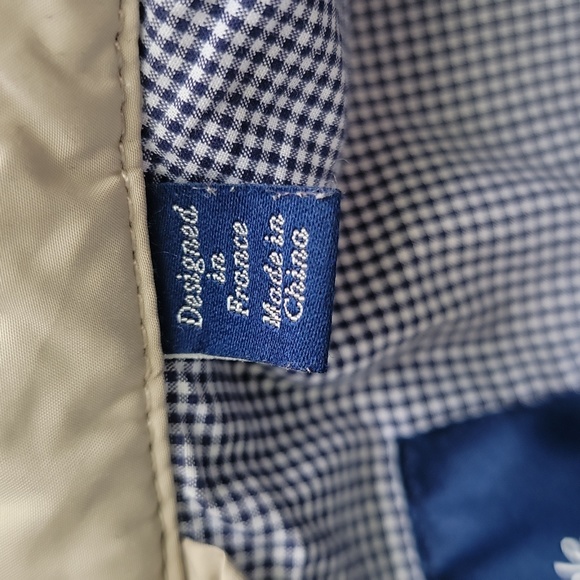 Designed
in
France
Made in
China